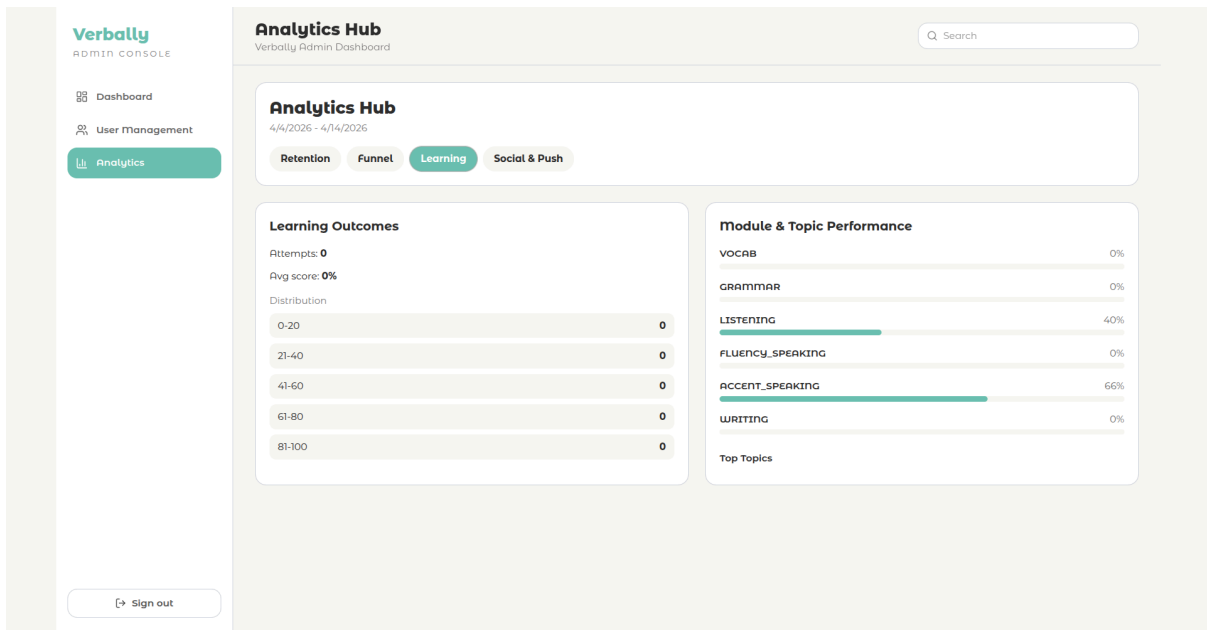 Verbally
ADMIN CONSOLE
Dashboard
User Management
Analytics
Sign out
Analytics Hub
Verbally Admin Dashboard
Search
Analytics Hub
4/4/2026 - 4/14/2026
Retention
Funnel
Learning
Social & Push
Learning Outcomes
Attempts: 0
Avg score: 0%
Distribution
0-20 0
21-40 0
41-60 0
61-80 0
81-100 0
Module & Topic Performance
VOCAB 0%
GRAMMAR 0%
LISTENING 40%
FLUENCY_SPEAKING 0%
ACCENT_SPEAKING 66%
WRITING 0%
Top Topics